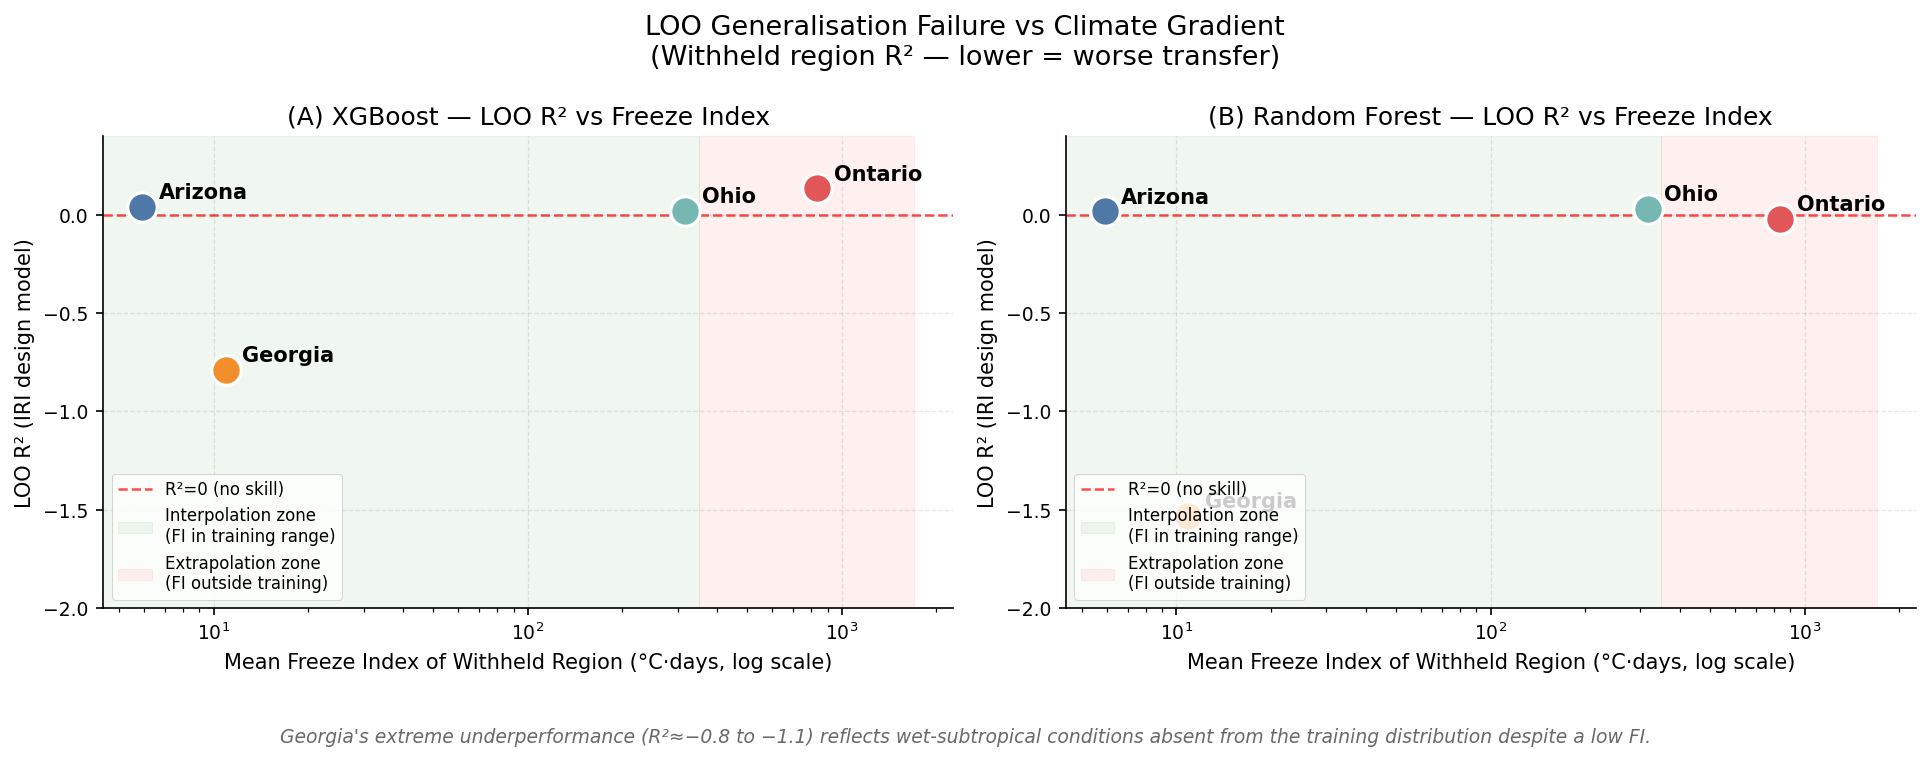 LOO Generalisation Failure vs Climate Gradient
(Withheld region R² — lower = worse transfer)
(A) XGBoost — LOO R² vs Freeze Index
LOO R² (IRI design model)
0.0
−0.5
−1.0
−1.5
−2.0
Arizona
Georgia
Ohio
Ontario
R²=0 (no skill)
Interpolation zone
(FI in training range)
Extrapolation zone
(FI outside training)
10¹
10²
10³
Mean Freeze Index of Withheld Region (°C·days, log scale)
(B) Random Forest — LOO R² vs Freeze Index
LOO R² (IRI design model)
0.0
−0.5
−1.0
−1.5
−2.0
Arizona
Ohio
Ontario
Georgia
R²=0 (no skill)
Interpolation zone
(FI in training range)
Extrapolation zone
(FI outside training)
10¹
10²
10³
Mean Freeze Index of Withheld Region (°C·days, log scale)
Georgia's extreme underperformance (R²≈−0.8 to −1.1) reflects wet-subtropical conditions absent from the training distribution despite a low FI.